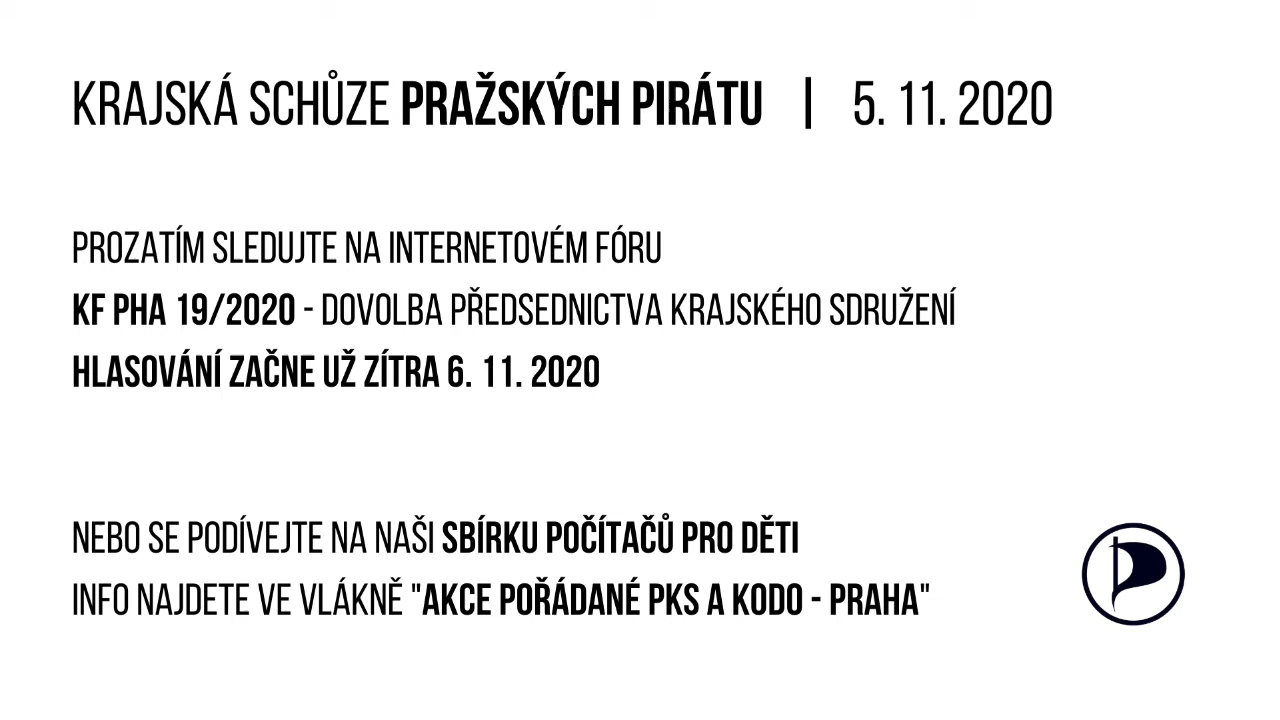 KRAJSKÁ SCHŮZE PRAŽSKÝCH PIRÁTU | 5. 11. 2020
PROZATÍM SLEDUJTE NA INTERNETOVÉM FÓRU
KF PHA 19/2020 - DOVOLBA PŘEDSEDNICTVA KRAJSKÉHO SDRUŽENÍ
HLASOVÁNÍ ZAČNE UŽ ZÍTRA 6. 11. 2020
NEBO SE PODÍVEJTE NA NAŠI SBÍRKU POČÍTAČŮ PRO DĚTI
INFO NAJDETE VE VLÁKNĚ "AKCE POŘÁDANÉ PKS A KODO - PRAHA"